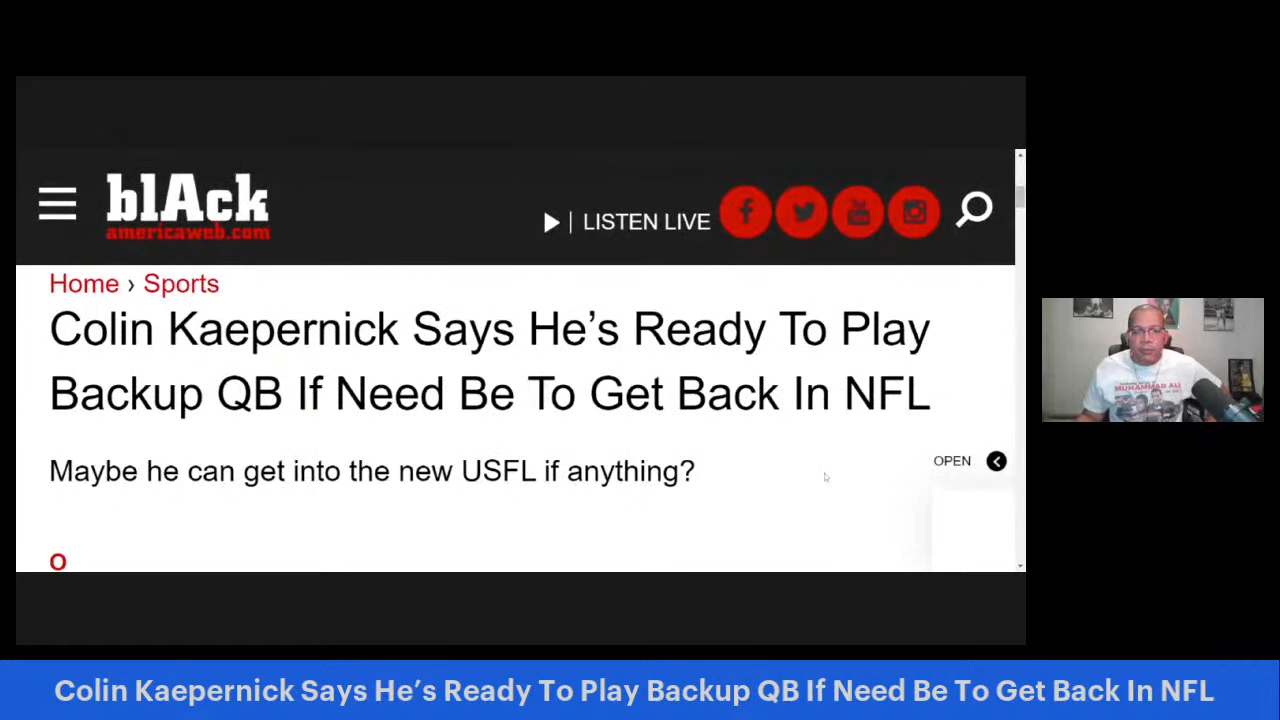 blAck
americaweb.com
LISTEN LIVE
Home › Sports
Colin Kaepernick Says He’s Ready To Play
Backup QB If Need Be To Get Back In NFL
Maybe he can get into the new USFL if anything?
OPEN
O
MUHAMMAD ALI
Colin Kaepernick Says He’s Ready To Play Backup QB If Need Be To Get Back In NFL